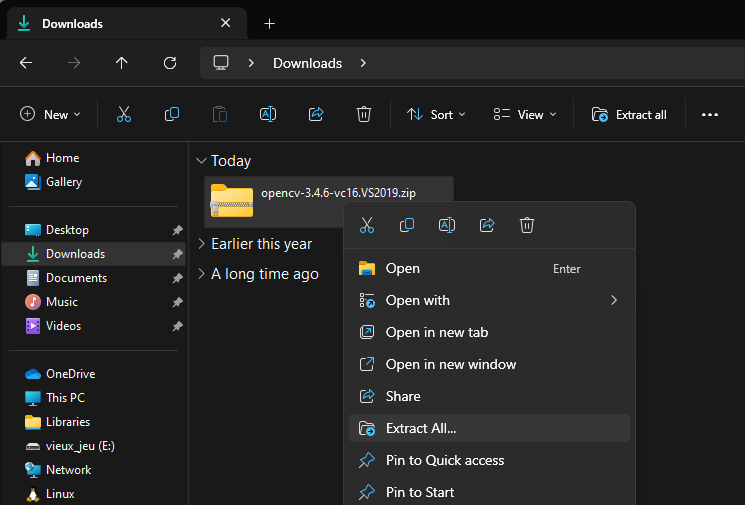 Downloads
Downloads
New
Sort
View
Extract all
Home
Gallery
Desktop
Downloads
Documents
Music
Videos
OneDrive
This PC
Libraries
vieux_jeu (E:)
Network
Linux
Today
opencv-3.4.6-vc16.VS2019.zip
Earlier this year
A long time ago
Open Enter
Open with
Open in new tab
Open in new window
Share
Extract All...
Pin to Quick access
Pin to Start